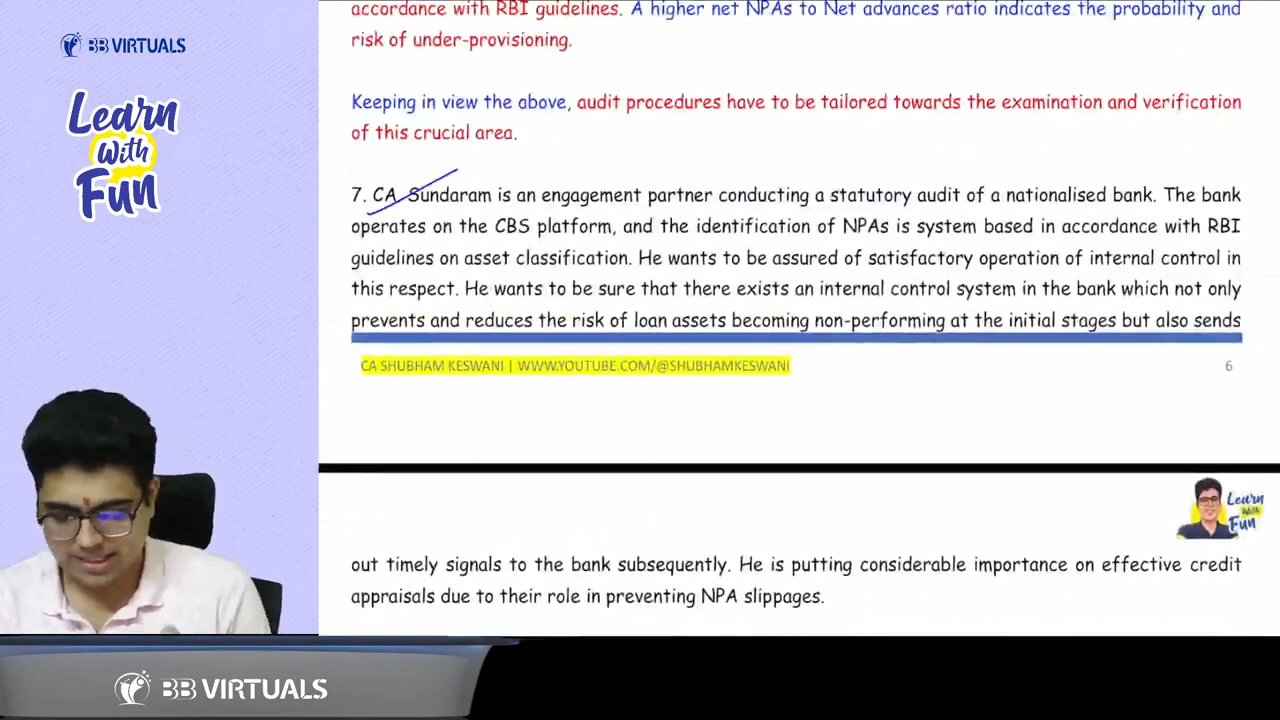 BB VIRTUALS
Learn
With
Fun
accordance with RBI guidelines. A higher net NPAs to Net advances ratio indicates the probability and
risk of under-provisioning.
Keeping in view the above, audit procedures have to be tailored towards the examination and verification
of this crucial area.
7. CA. Sundaram is an engagement partner conducting a statutory audit of a nationalised bank. The bank
operates on the CBS platform, and the identification of NPAs is system based in accordance with RBI
guidelines on asset classification. He wants to be assured of satisfactory operation of internal control in
this respect. He wants to be sure that there exists an internal control system in the bank which not only
prevents and reduces the risk of loan assets becoming non-performing at the initial stages but also sends
CA SHUBHAM KESWANI | WWW.YOUTUBE.COM/@SHUBHAMKESWANI
6
Learn
With
Fun
out timely signals to the bank subsequently. He is putting considerable importance on effective credit
appraisals due to their role in preventing NPA slippages.
BB VIRTUALS